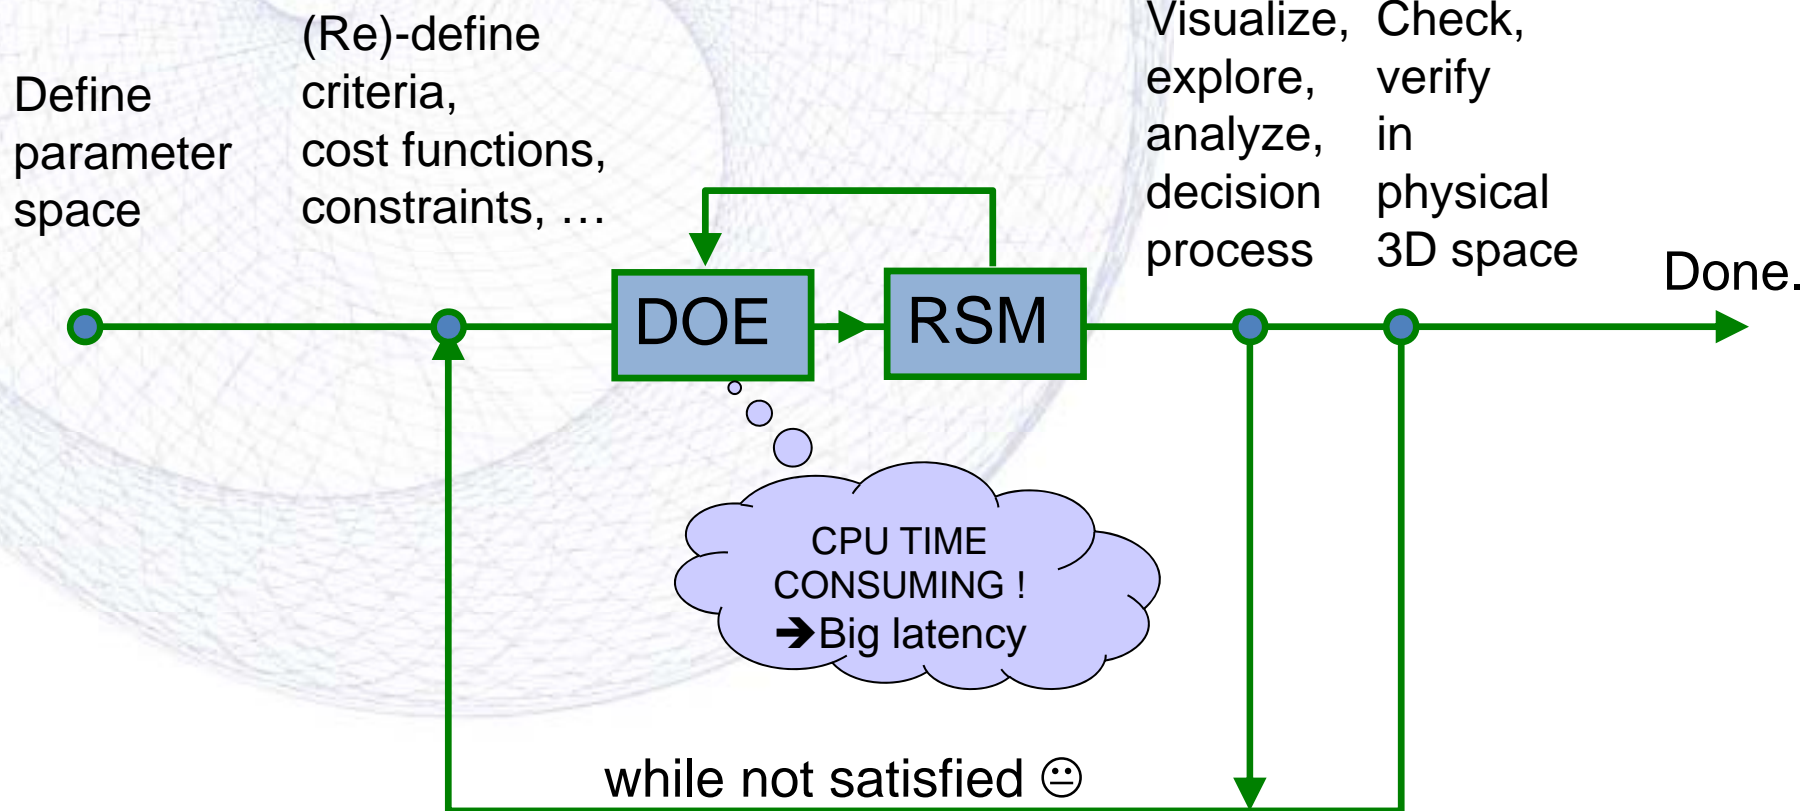 Define
parameter
space
(Re)-define
criteria,
cost functions,
constraints, …
DOE
RSM
Visualize,
explore,
analyze,
decision
process
Check,
verify
in
physical
3D space
Done.
CPU TIME
CONSUMING !
➔Big latency
while not satisfied 😐